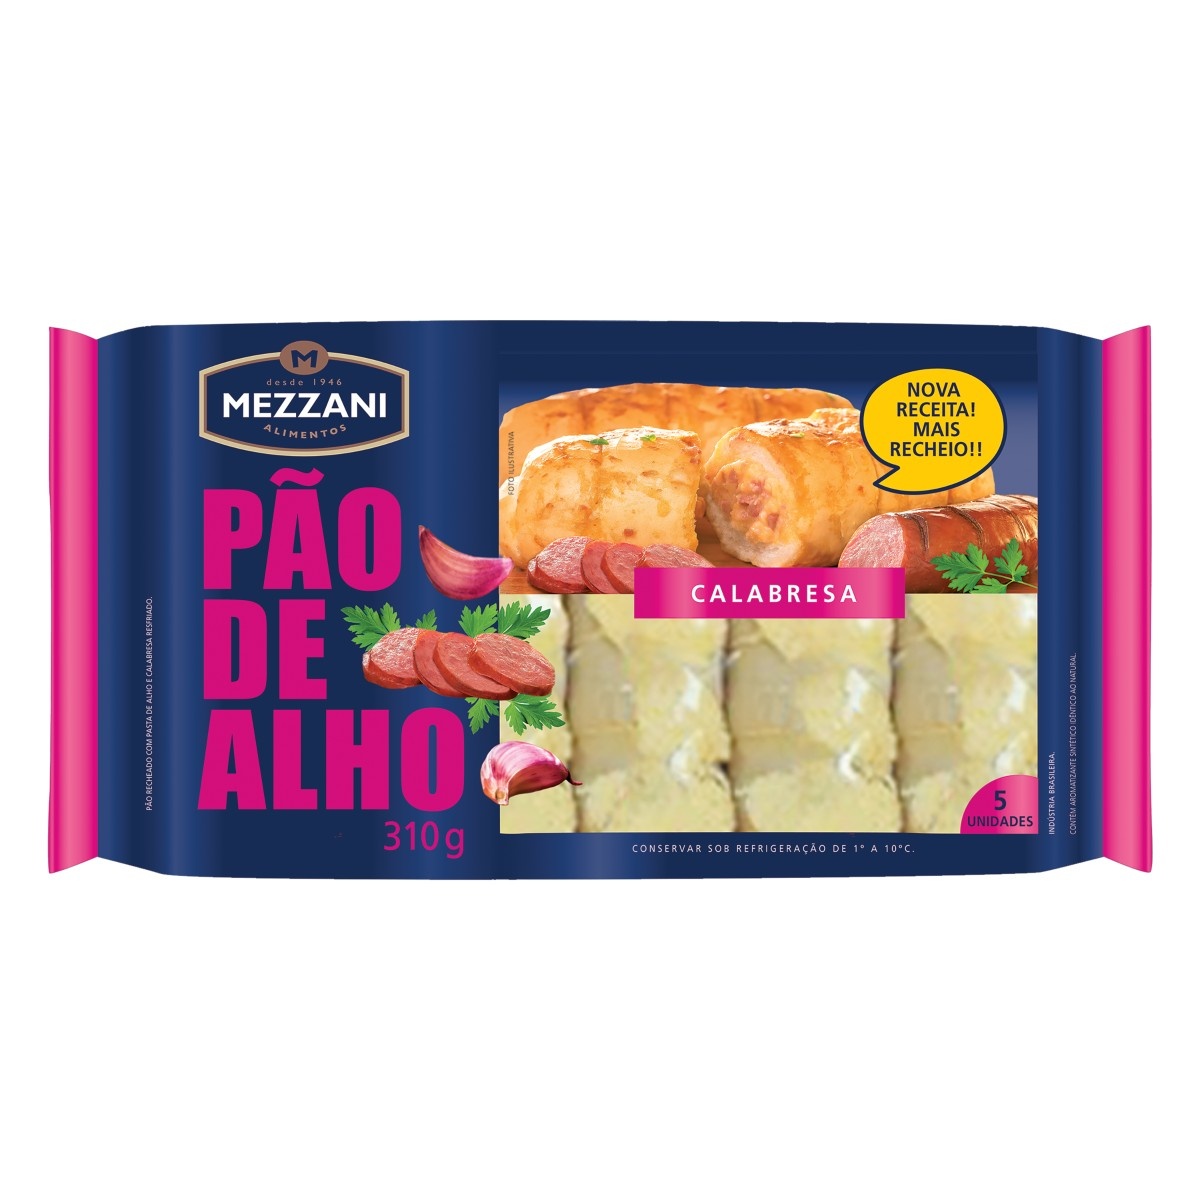 M
desde 1946
MEZZANI
ALIMENTOS
PÃO
DE
ALHO
310g
PÃO RECHEADO COM PASTA DE ALHO E CALABRESA RESFRIADO.
FOTO ILUSTRATIVA
NOVA
RECEITA!
MAIS
RECHEIO!!
CALABRESA
5
UNIDADES
CONSERVAR SOB REFRIGERAÇÃO DE 1° A 10°C.
INDÚSTRIA BRASILEIRA.
CONTÉM AROMATIZANTE SINTÉTICO IDÊNTICO AO NATURAL.